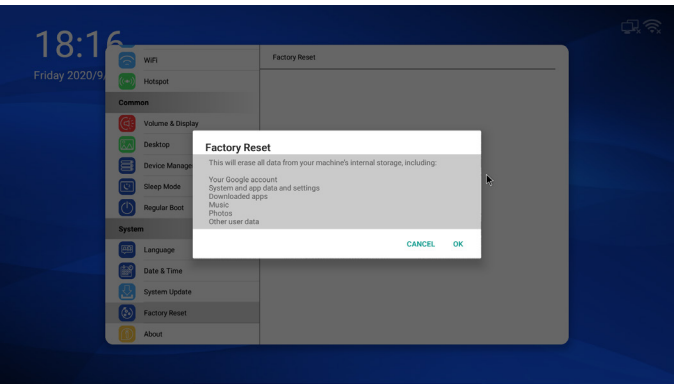 18:16
Friday 2020/9/
WiFi
Hotspot
Common
Volume & Display
Desktop
Device Manage
Sleep Mode
Regular Boot
System
Language
Date & Time
System Update
Factory Reset
About
Factory Reset
Factory Reset
This will erase all data from your machine's internal storage, including:
Your Google account
System and app data and settings
Downloaded apps
Music
Photos
Other user data
CANCEL OK